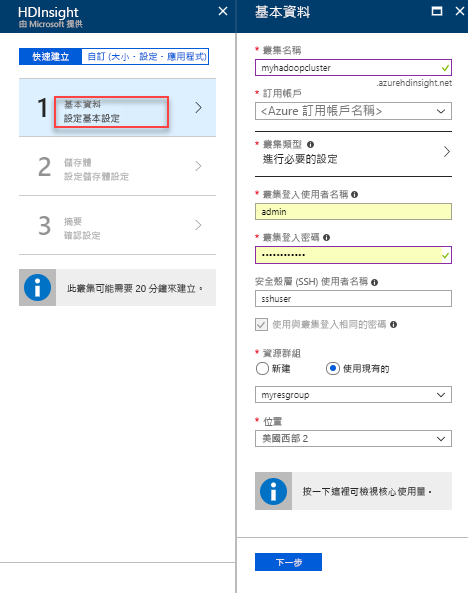 HDInsight
由 Microsoft 提供
快速建立
自訂 (大小、設定、應用程式)
1
基本資料
設定基本設定
2
儲存體
設定儲存體設定
3
摘要
確認設定
此叢集可能需要 20 分鐘來建立。
基本資料
* 叢集名稱
myhadoopcluster
.azurehdinsight.net
* 訂用帳戶
<Azure 訂用帳戶名稱>
* 叢集類型
進行必要的設定
* 叢集登入使用者名稱
admin
* 叢集登入密碼
••••••••••••
安全殼層 (SSH) 使用者名稱
sshuser
使用與叢集登入相同的密碼
* 資源群組
新建
使用現有的
myresgroup
* 位置
美國西部 2
按一下這裡可檢視核心使用量。
下一步